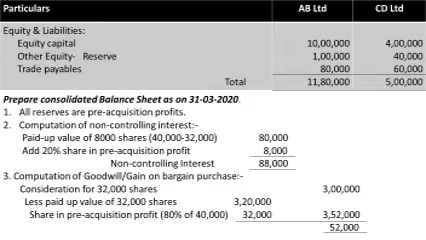 Particulars AB Ltd CD Ltd
Equity & Liabilities:
Equity capital 10,00,000 4,00,000
Other Equity- Reserve 1,00,000 40,000
Trade payables 80,000 60,000
Total 11,80,000 5,00,000
Prepare consolidated Balance Sheet as on 31-03-2020.
1. All reserves are pre-acquisition profits.
2. Computation of non-controlling interest:-
Paid-up value of 8000 shares (40,000-32,000) 80,000
Add 20% share in pre-acquisition profit 8,000
Non-controlling Interest 88,000
3. Computation of Goodwill/Gain on bargain purchase:-
Consideration for 32,000 shares 3,00,000
Less paid up value of 32,000 shares 3,20,000
Share in pre-acquisition profit (80% of 40,000) 32,000 3,52,000
52,000